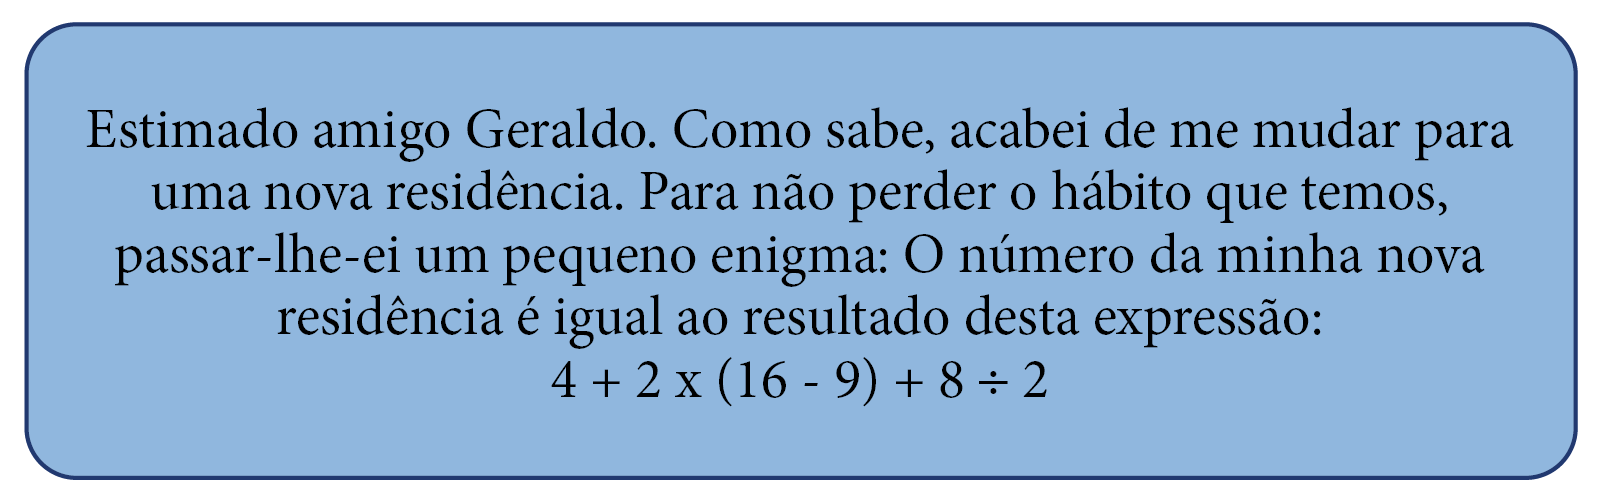 Estimado amigo Geraldo. Como sabe, acabei de me mudar para
uma nova residência. Para não perder o hábito que temos,
passar-lhe-ei um pequeno enigma: O número da minha nova
residência é igual ao resultado desta expressão:
4 + 2 x (16 - 9) + 8 ÷ 2